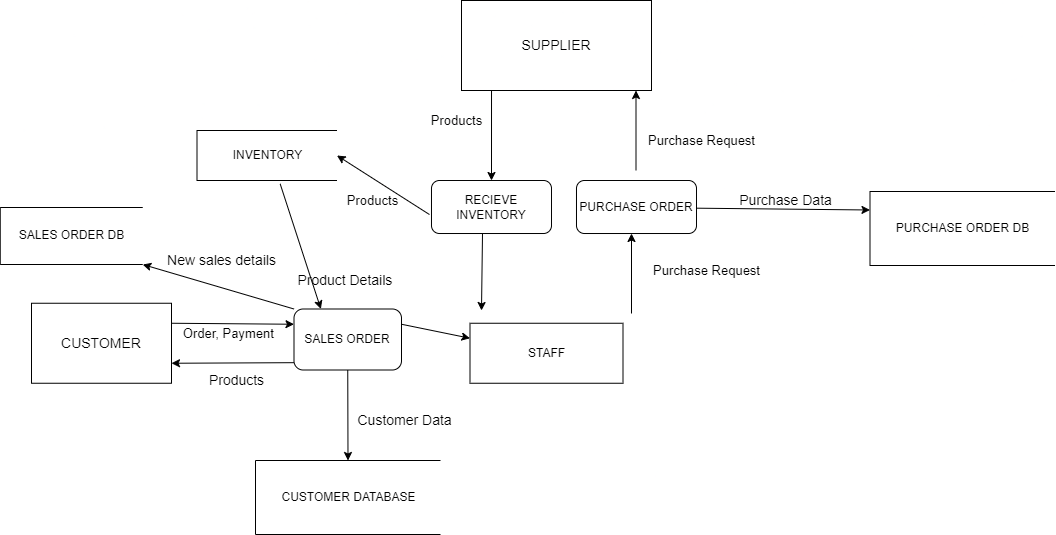 SUPPLIER
Products
Purchase Request
INVENTORY
Products
RECIEVE
INVENTORY
PURCHASE ORDER
Purchase Data
PURCHASE ORDER DB
SALES ORDER DB
New sales details
Product Details
Purchase Request
CUSTOMER
Order, Payment
SALES ORDER
STAFF
Products
Customer Data
CUSTOMER DATABASE